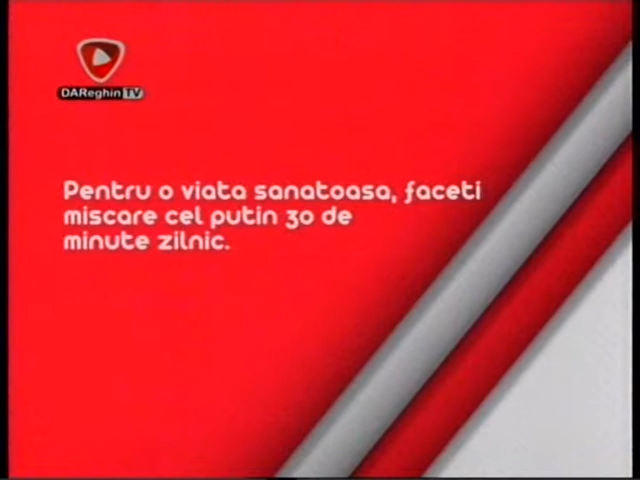 DAReghin TV
Pentru o viata sanatoasa, faceti
miscare cel putin 30 de
minute zilnic.